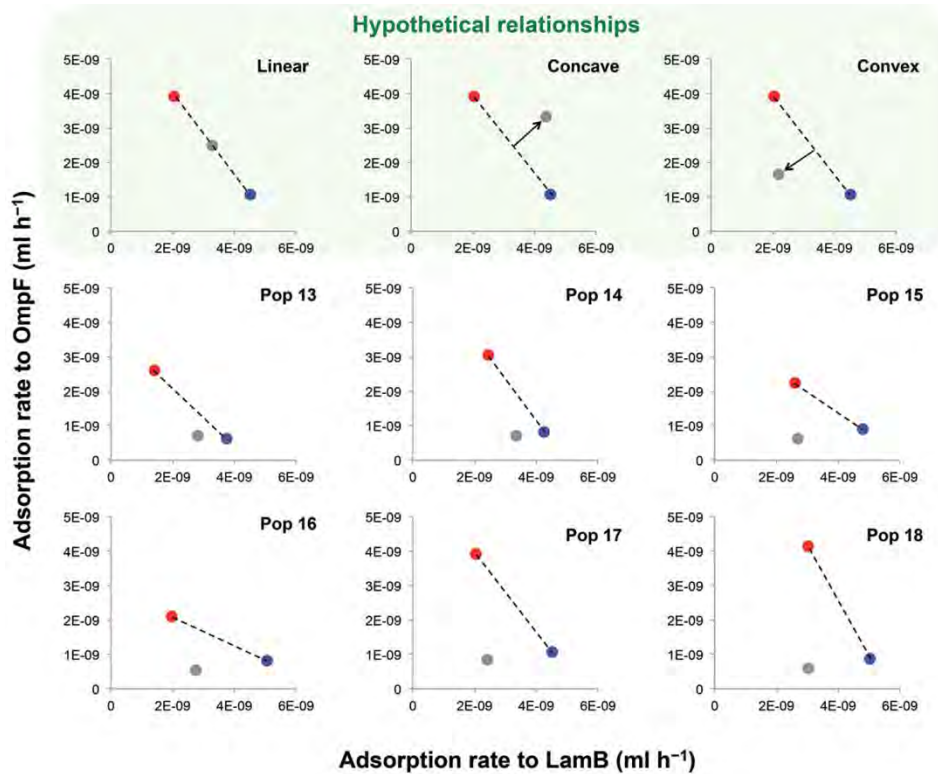 Hypothetical relationships
Linear
Concave
Convex
5E-09
4E-09
3E-09
2E-09
1E-09
0
0 2E-09 4E-09 6E-09
5E-09
4E-09
3E-09
2E-09
1E-09
0
0 2E-09 4E-09 6E-09
5E-09
4E-09
3E-09
2E-09
1E-09
0
0 2E-09 4E-09 6E-09
Adsorption rate to OmpF (ml h⁻¹)
Pop 13
Pop 14
Pop 15
5E-09
4E-09
3E-09
2E-09
1E-09
0
0 2E-09 4E-09 6E-09
5E-09
4E-09
3E-09
2E-09
1E-09
0
0 2E-09 4E-09 6E-09
5E-09
4E-09
3E-09
2E-09
1E-09
0
0 2E-09 4E-09 6E-09
Pop 16
Pop 17
Pop 18
5E-09
4E-09
3E-09
2E-09
1E-09
0
0 2E-09 4E-09 6E-09
5E-09
4E-09
3E-09
2E-09
1E-09
0
0 2E-09 4E-09 6E-09
5E-09
4E-09
3E-09
2E-09
1E-09
0
0 2E-09 4E-09 6E-09
Adsorption rate to LamB (ml h⁻¹)